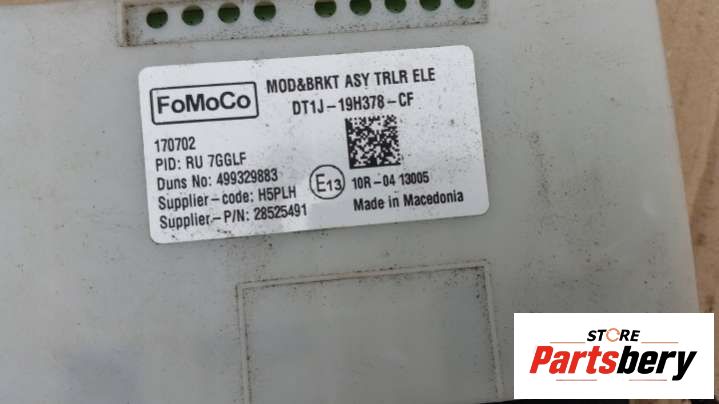 FoMoCo
MOD&BRKT ASY TRLR ELE
DT1J-19H378-CF
170702
PID: RU 7GGLF
Duns No: 499329883
Supplier-code: H5PLH
Supplier-P/N: 28525491
E13
10R-04 13005
Made in Macedonia
STORE
Partsbery